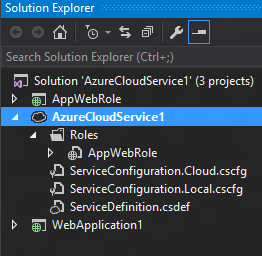 Solution Explorer
Search Solution Explorer (Ctrl+;)
Solution 'AzureCloudService1' (3 projects)
AppWebRole
AzureCloudService1
Roles
AppWebRole
ServiceConfiguration.Cloud.cscfg
ServiceConfiguration.Local.cscfg
ServiceDefinition.csdef
WebApplication1